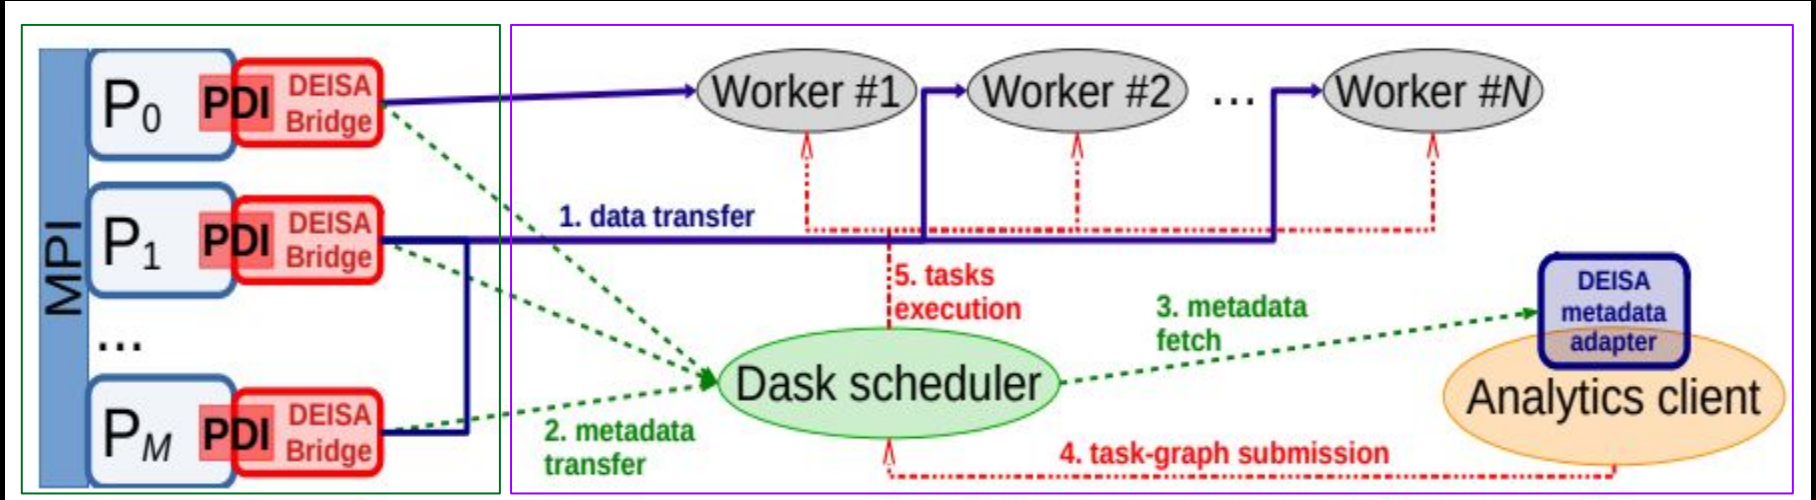 MPI
P0
PDI
DEISA
Bridge
P1
PDI
DEISA
Bridge
...
PM
PDI
DEISA
Bridge
Worker #1
Worker #2
...
Worker #N
1. data transfer
5. tasks
execution
2. metadata
transfer
Dask scheduler
3. metadata
fetch
DEISA
metadata
adapter
Analytics client
4. task-graph submission